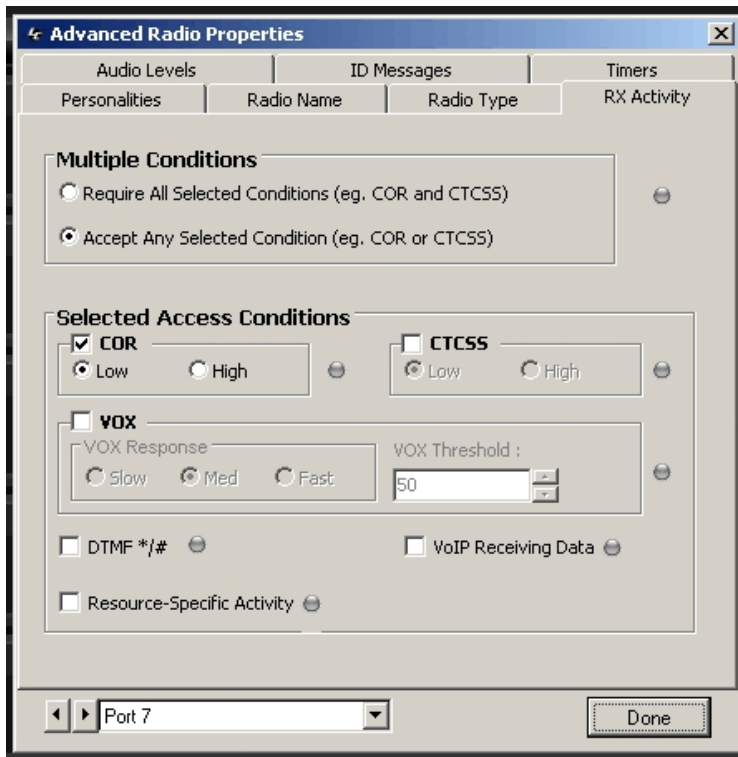 Advanced Radio Properties
Audio Levels ID Messages Timers
Personalities Radio Name Radio Type RX Activity
Multiple Conditions
Require All Selected Conditions (eg. COR and CTCSS)
Accept Any Selected Condition (eg. COR or CTCSS)
Selected Access Conditions
COR CTCSS
Low High Low High
VOX
VOX Response VOX Threshold :
Slow Med Fast 50
DTMF */# VoIP Receiving Data
Resource-Specific Activity
Port 7 Done